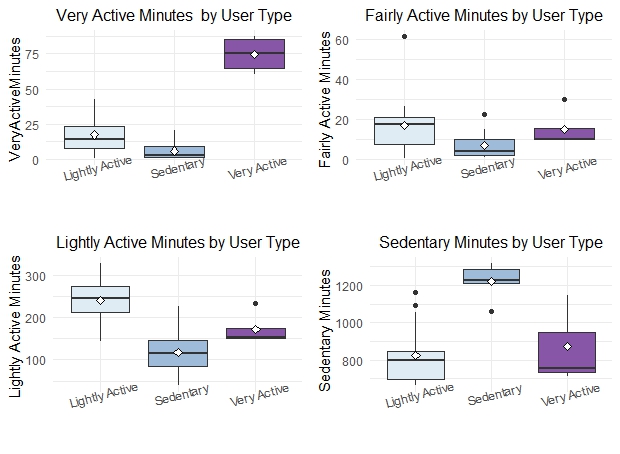 Very Active Minutes  by User Type
VeryActiveMinutes
75
50
25
0
Lightly Active
Sedentary
Very Active
Fairly Active Minutes by User Type
Fairly Active Minutes
60
40
20
0
Lightly Active
Sedentary
Very Active
Lightly Active Minutes by User Type
Lightly Active Minutes
300
200
100
Lightly Active
Sedentary
Very Active
Sedentary Minutes by User Type
Sedentary Minutes
1200
1000
800
Lightly Active
Sedentary
Very Active